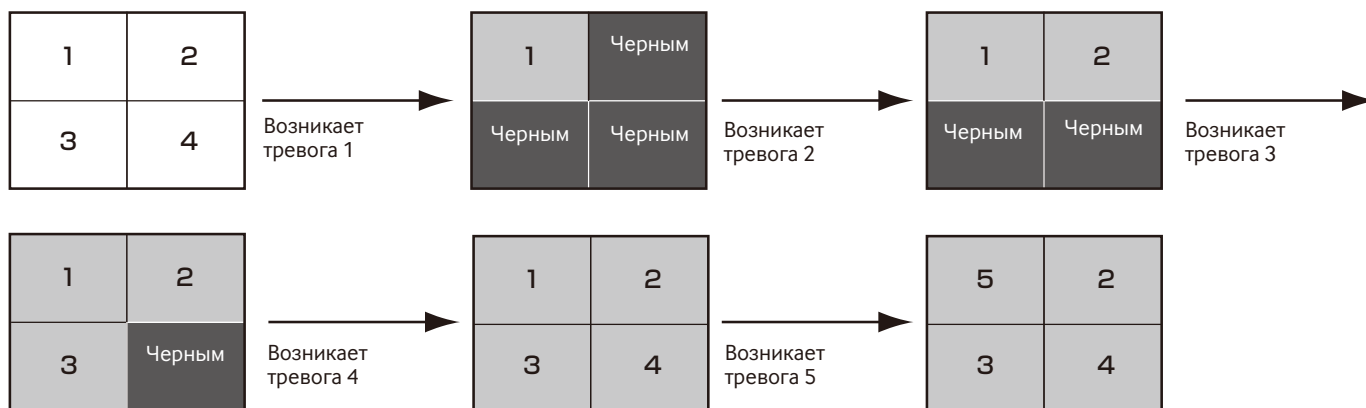 1 2
3 4
Возникает
тревога 1
1 Черным
Черным Черным
Возникает
тревога 2
1 2
Черным Черным
Возникает
тревога 3
1 2
3 Черным
Возникает
тревога 4
1 2
3 4
Возникает
тревога 5
5 2
3 4